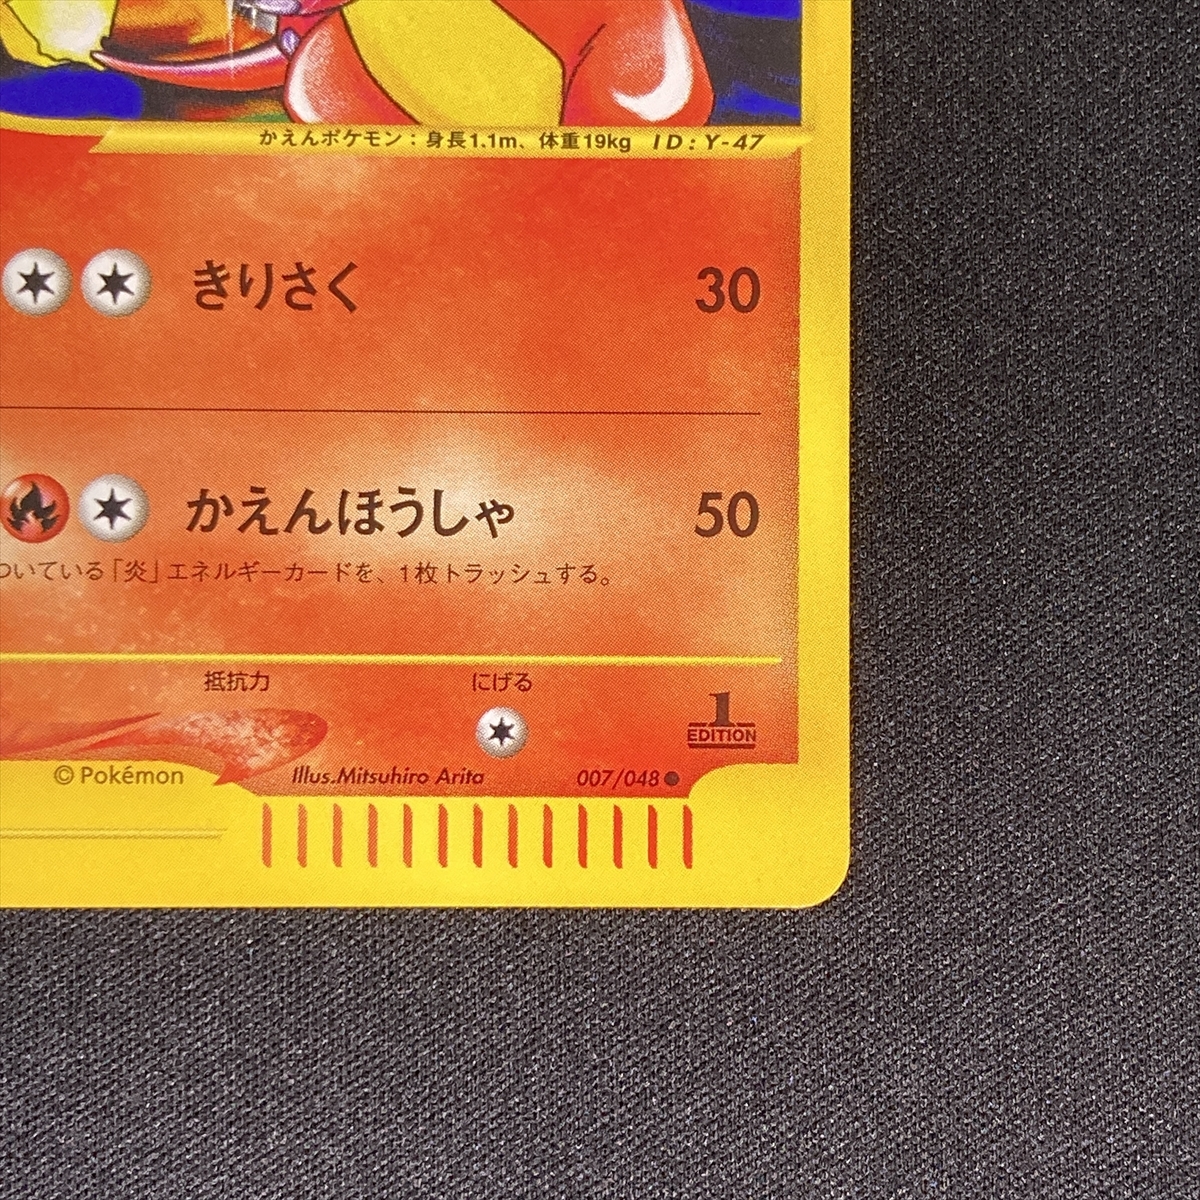 かえんポケモン：身長1.1m、体重19kg ID:Y-47
きりさく 30
かえんほうしゃ 50
ついている「炎」エネルギーカードを、1枚トラッシュする。
抵抗力 にげる
1
EDITION
©Pokémon Illus.Mitsuhiro Arita 007/048●